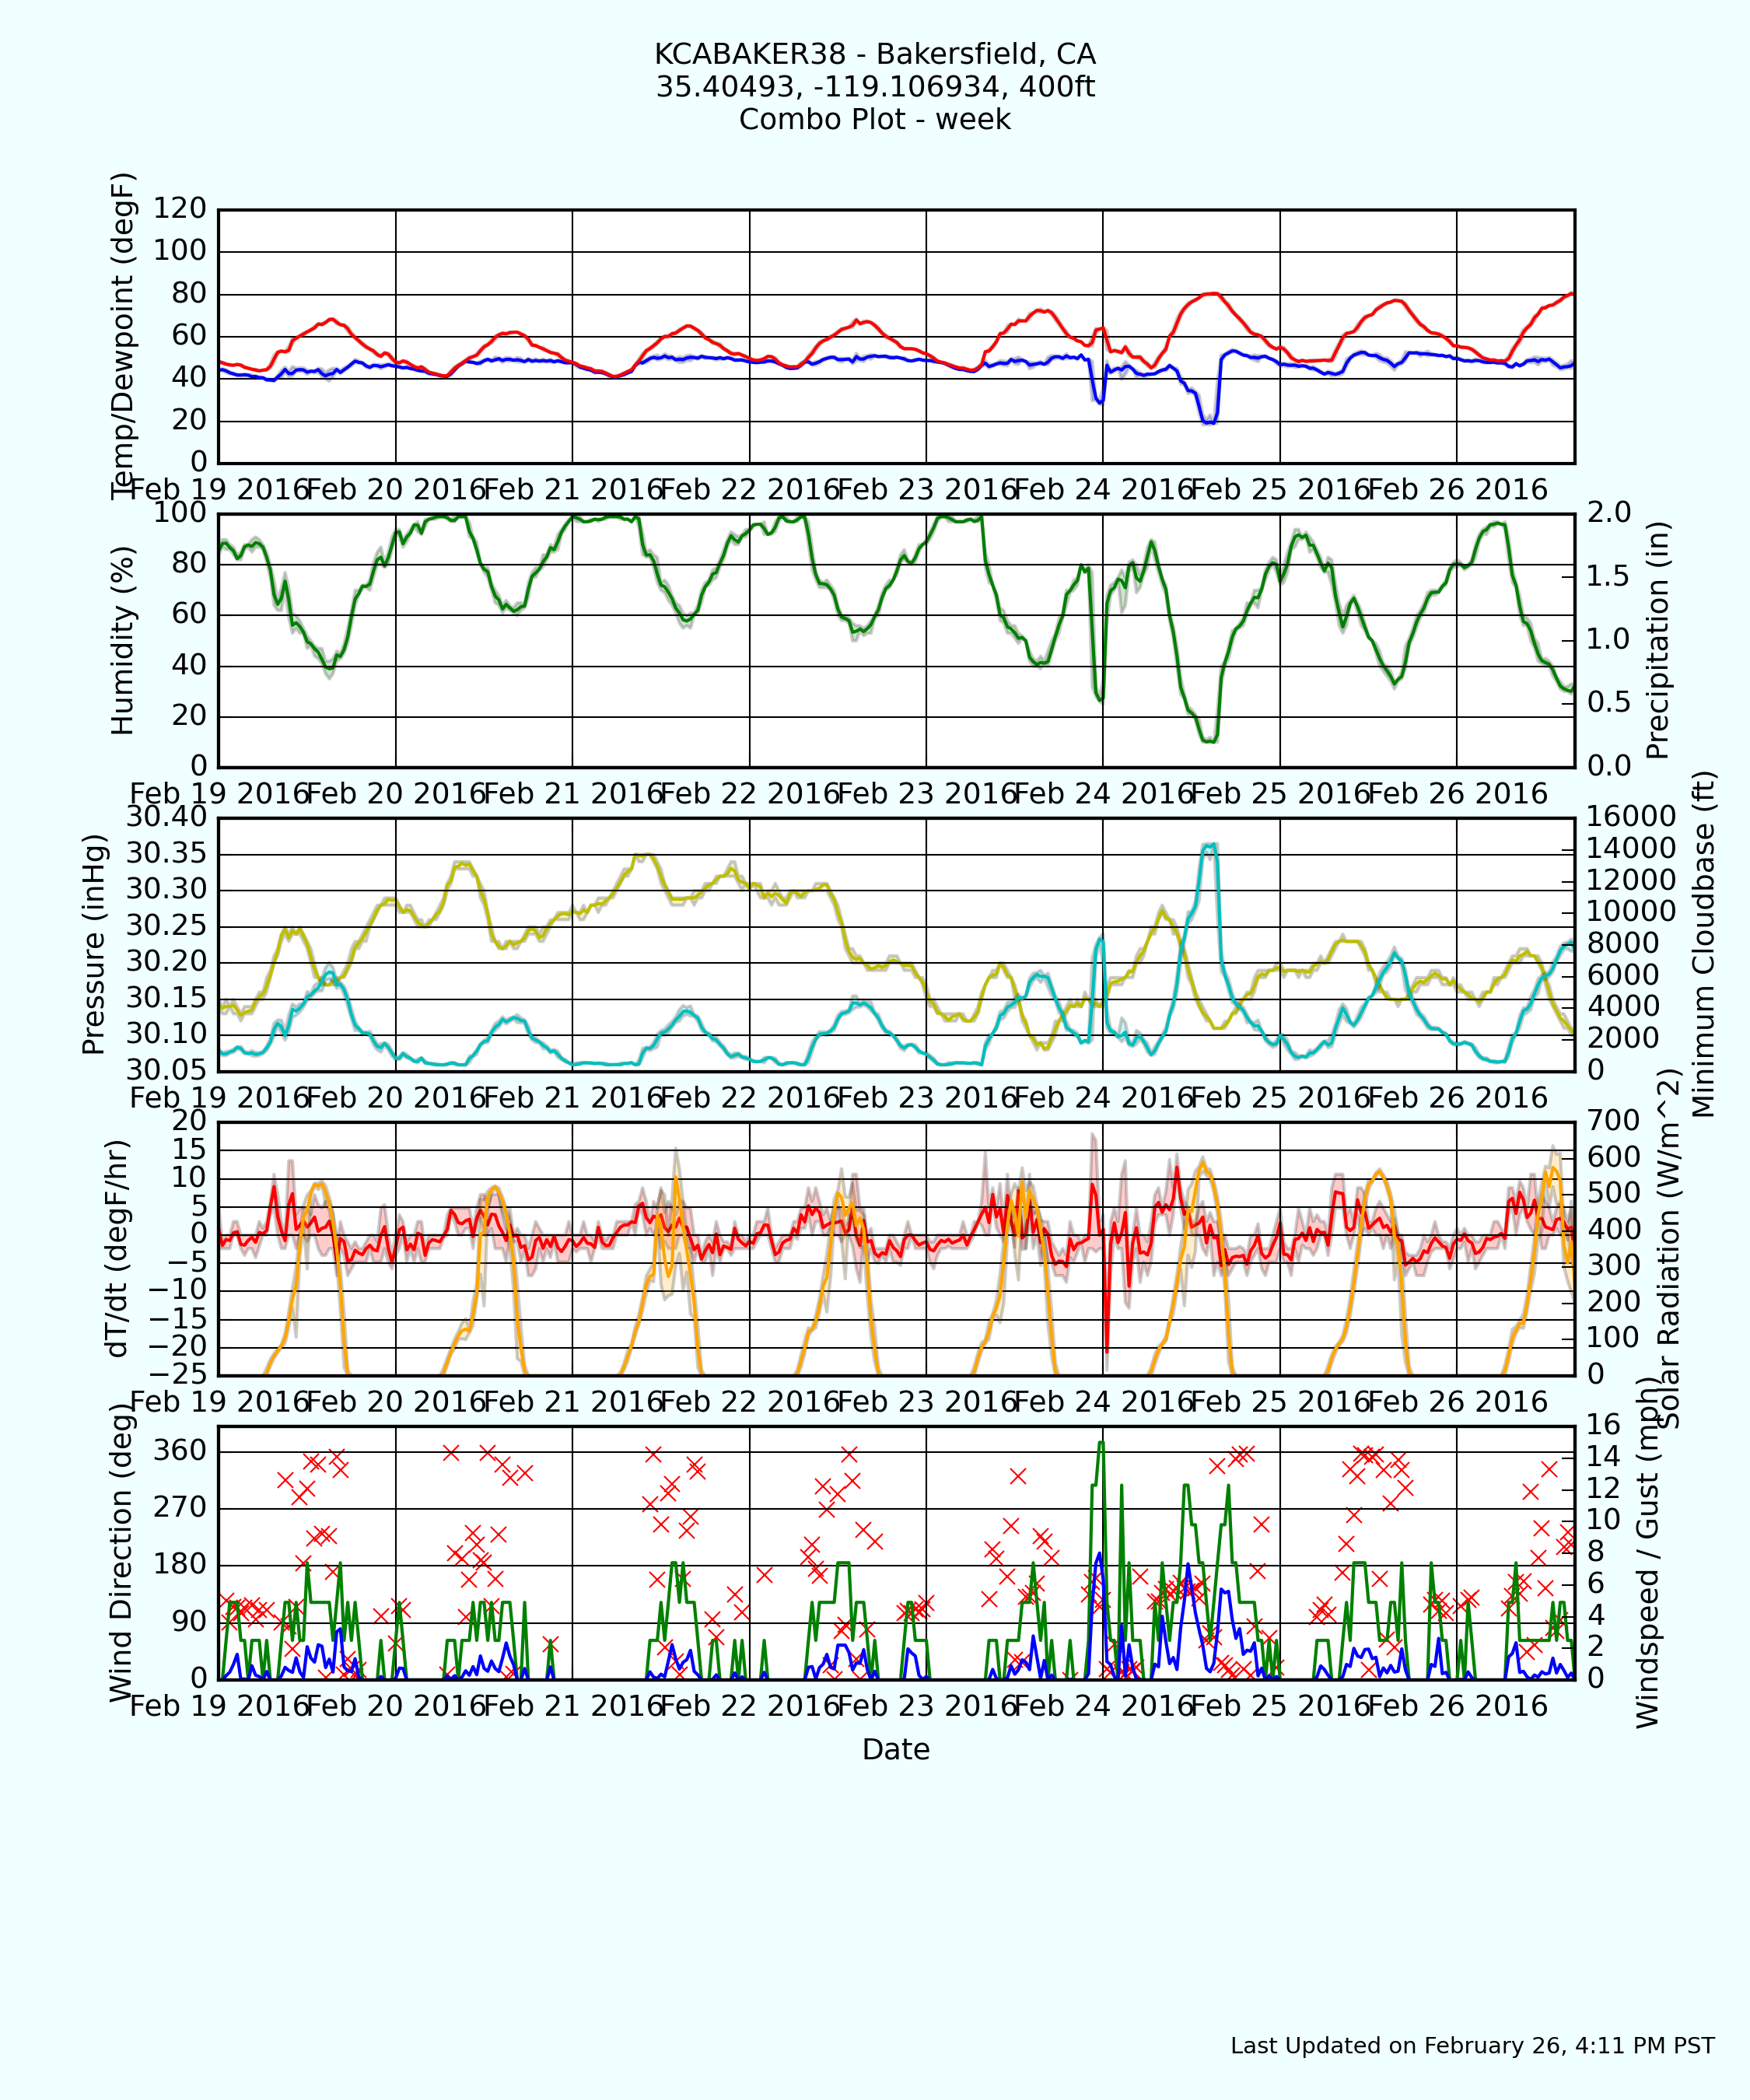 KCABAKER38 - Bakersfield, CA
35.40493, -119.106934, 400ft
Combo Plot - week
Temp/Dewpoint (degF)
120
100
80
60
40
20
0
Feb 19 2016
Feb 20 2016
Feb 21 2016
Feb 22 2016
Feb 23 2016
Feb 24 2016
Feb 25 2016
Feb 26 2016
Humidity (%)
100
80
60
40
20
0
Precipitation (in)
2.0
1.5
1.0
0.5
0.0
Feb 19 2016
Feb 20 2016
Feb 21 2016
Feb 22 2016
Feb 23 2016
Feb 24 2016
Feb 25 2016
Feb 26 2016
Pressure (inHg)
30.40
30.35
30.30
30.25
30.20
30.15
30.10
30.05
Minimum Cloudbase (ft)
16000
14000
12000
10000
8000
6000
4000
2000
0
Feb 19 2016
Feb 20 2016
Feb 21 2016
Feb 22 2016
Feb 23 2016
Feb 24 2016
Feb 25 2016
Feb 26 2016
dT/dt (degF/hr)
20
15
10
5
0
−5
−10
−15
−20
−25
Solar Radiation (W/m^2)
700
600
500
400
300
200
100
0
Feb 19 2016
Feb 20 2016
Feb 21 2016
Feb 22 2016
Feb 23 2016
Feb 24 2016
Feb 25 2016
Feb 26 2016
Wind Direction (deg)
360
270
180
90
0
Windspeed / Gust (mph)
16
14
12
10
8
6
4
2
0
Feb 19 2016
Feb 20 2016
Feb 21 2016
Feb 22 2016
Feb 23 2016
Feb 24 2016
Feb 25 2016
Feb 26 2016
Date
Last Updated on February 26, 4:11 PM PST